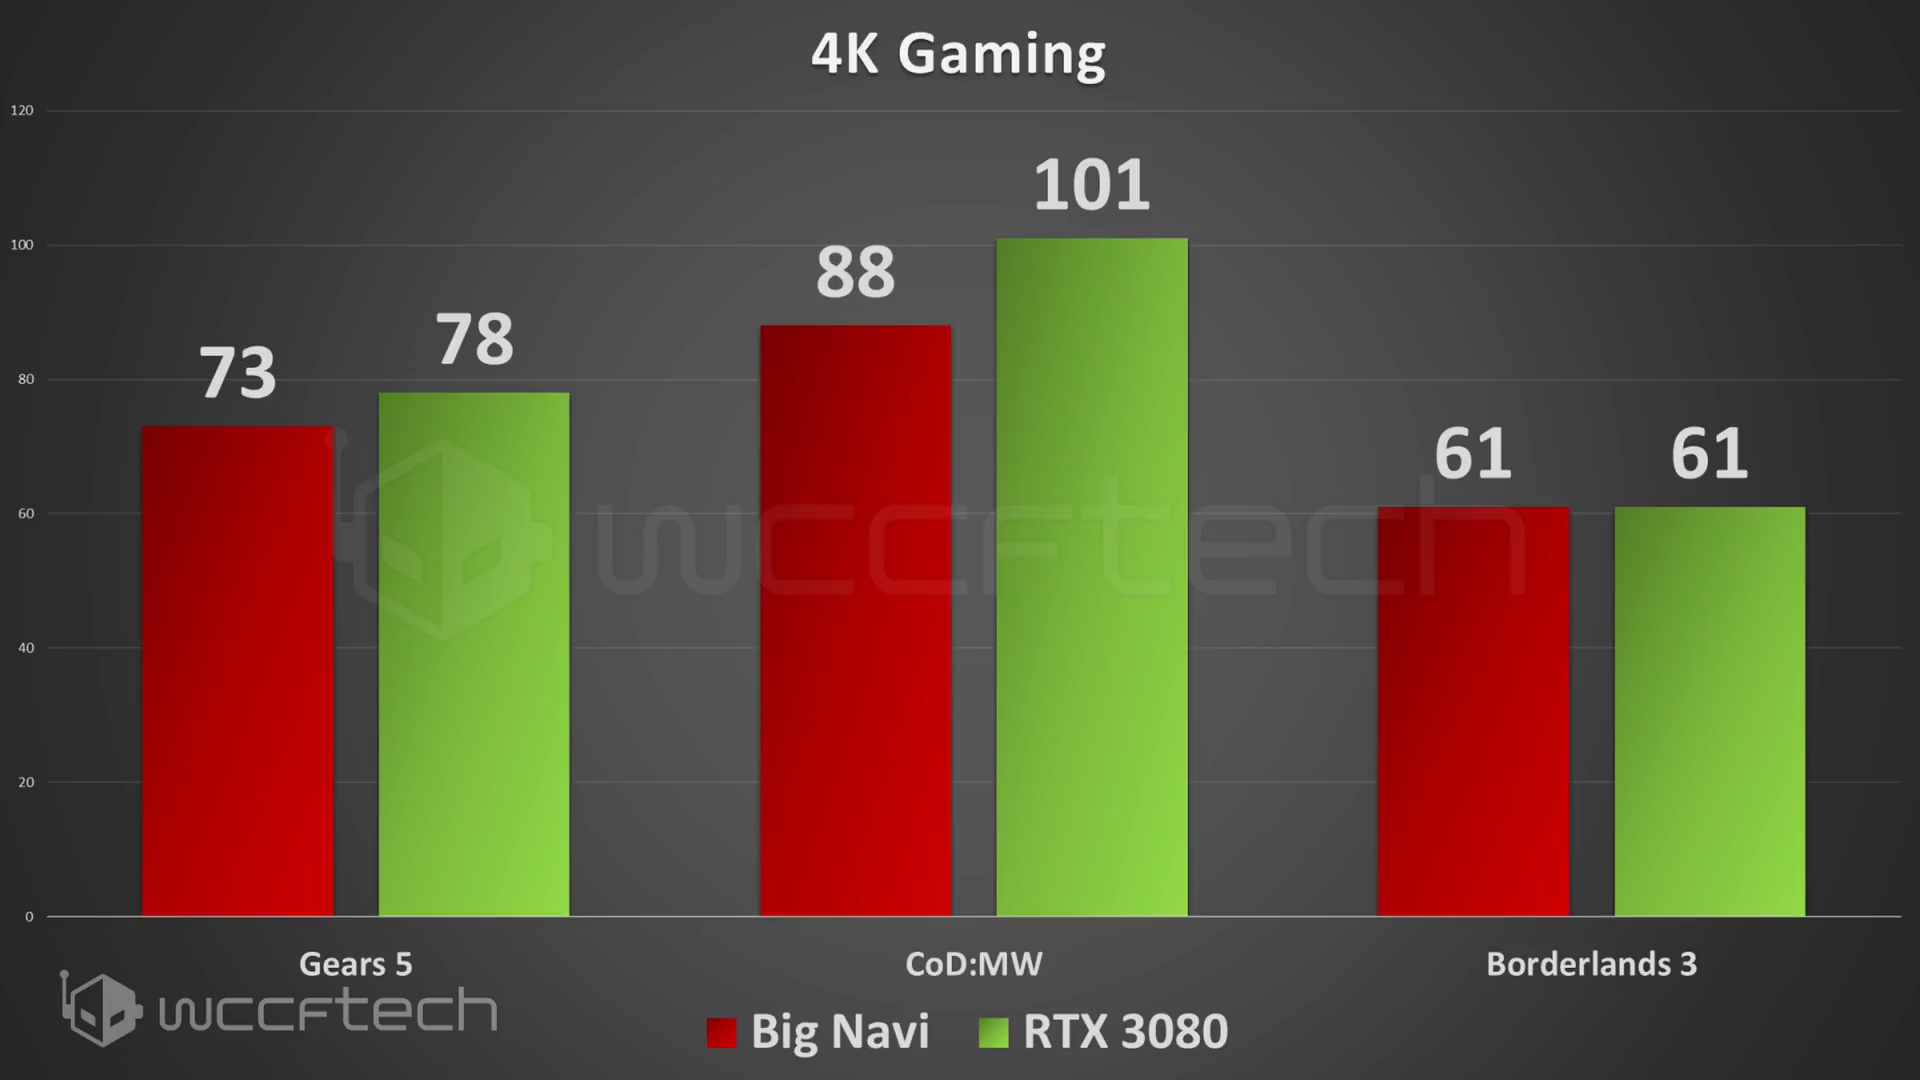 4K Gaming
120
100
80
60
40
20
0
73
78
88
101
61
61
wccftech
Gears 5
CoD:MW
Borderlands 3
wccftech
Big Navi
RTX 3080